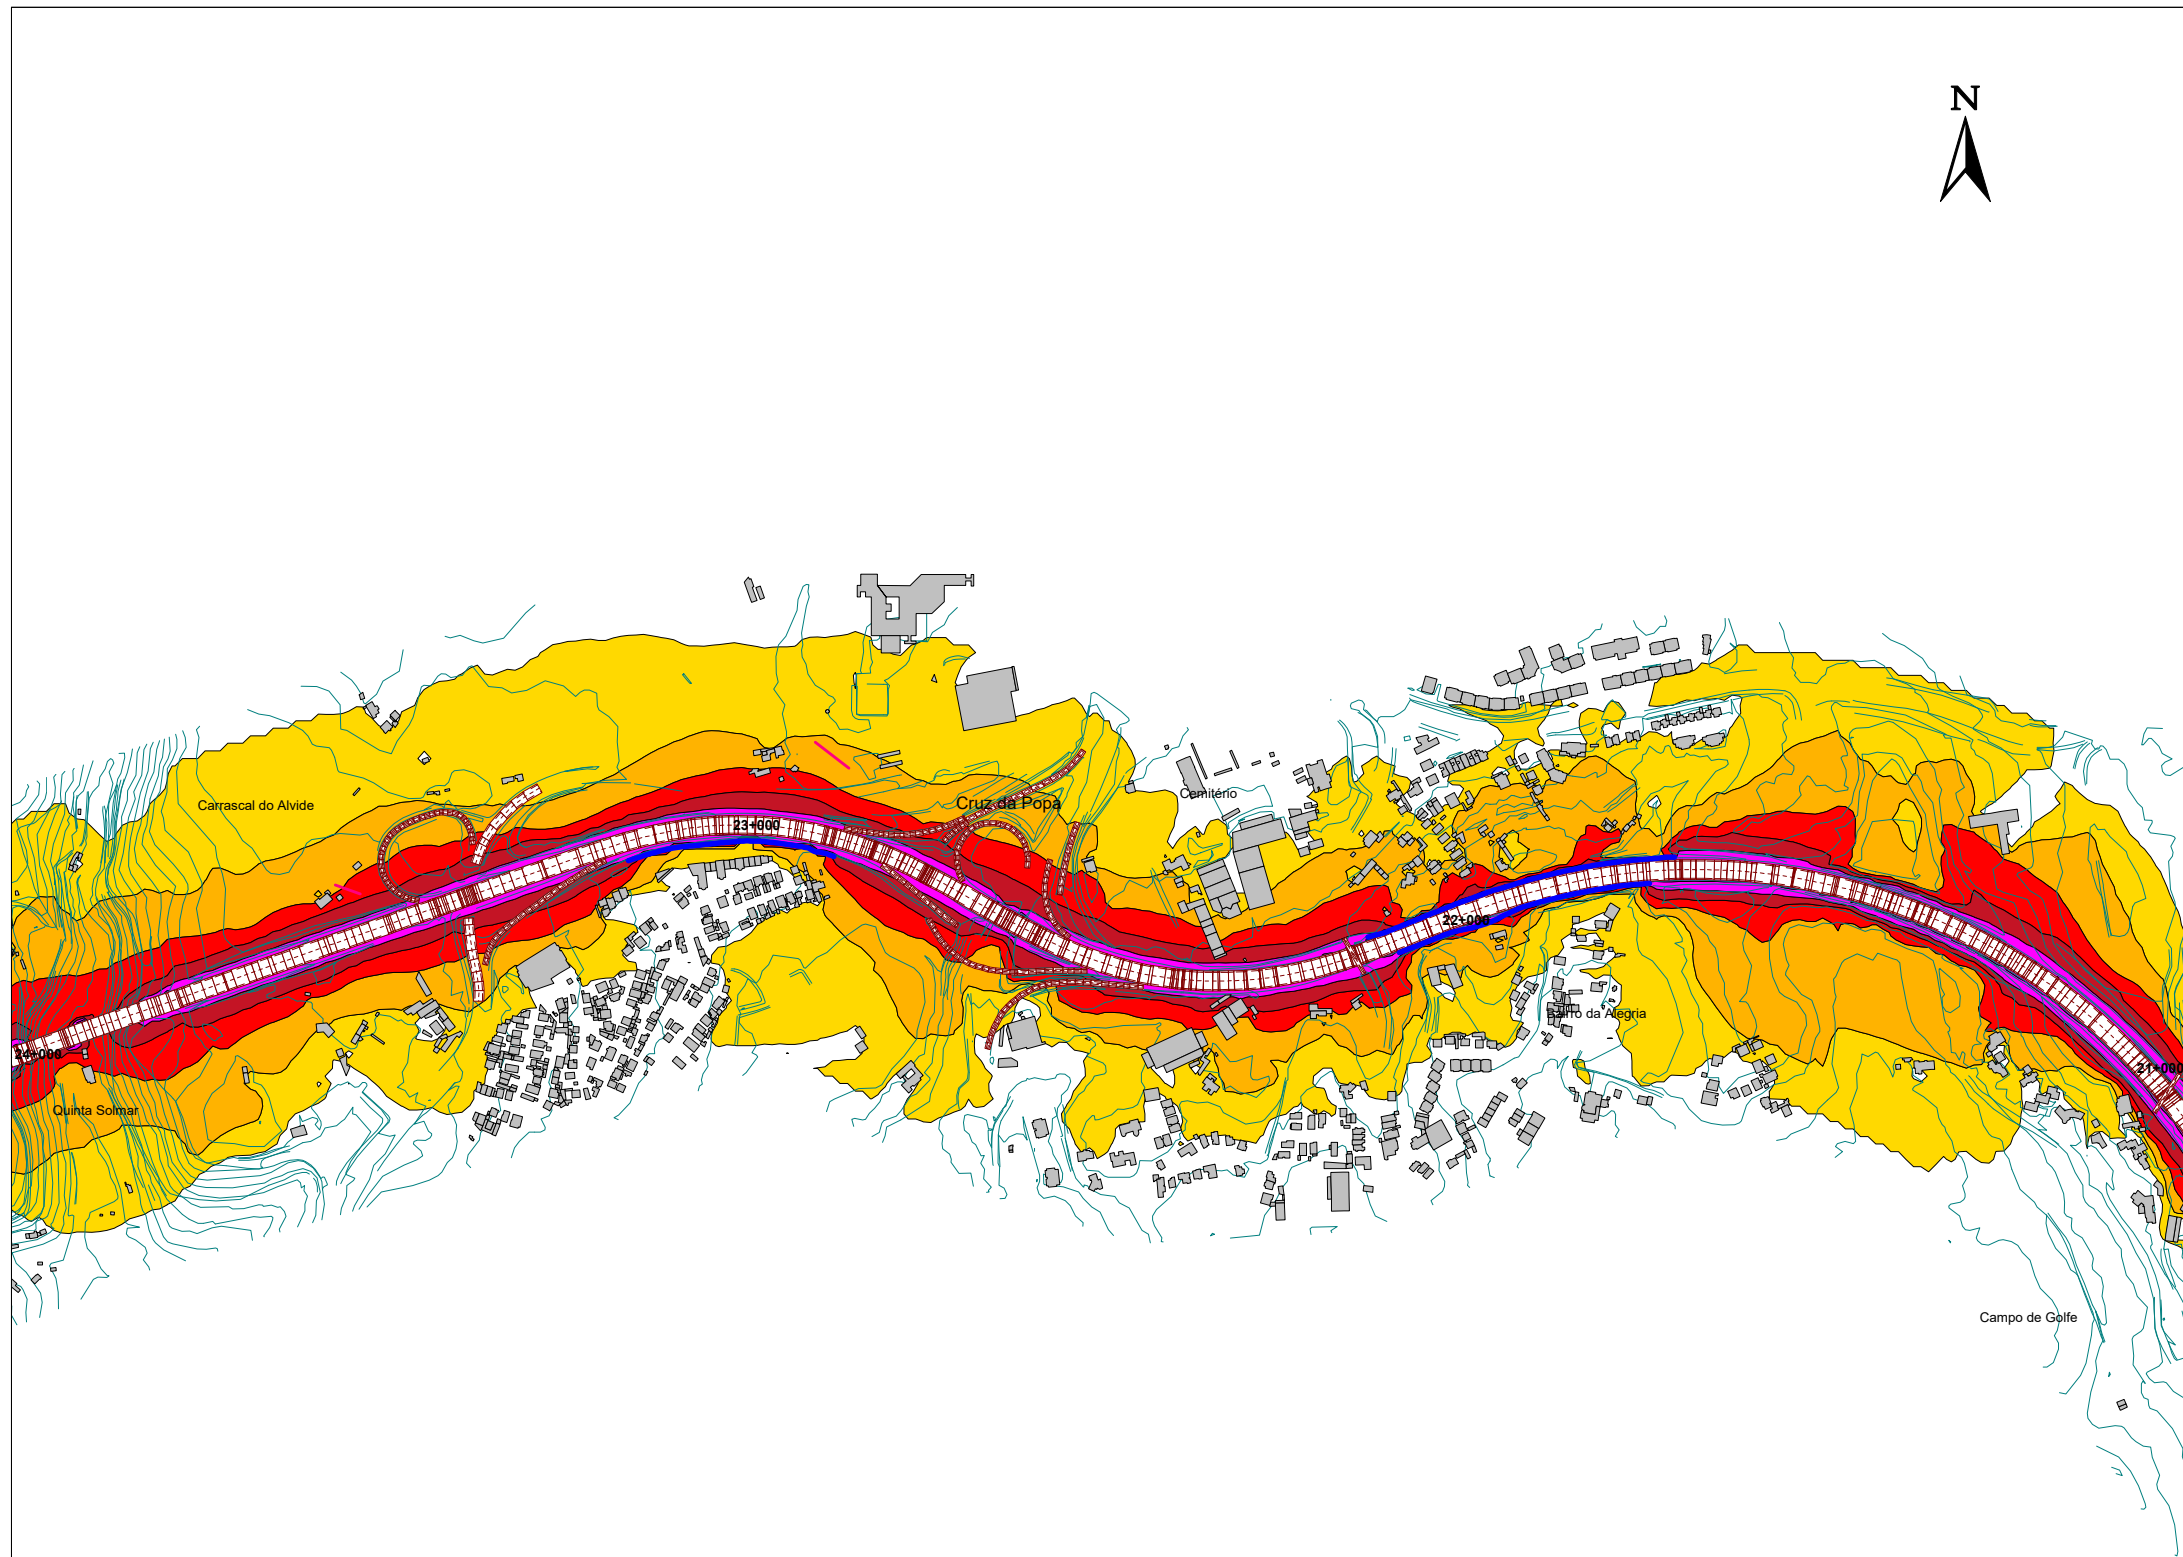 N
Carrascal do Alvide
Cruz da Popa
Cemitério
23+000
22+000
Bairro da Alegria
24+000
21+000
Quinta Solmar
Campo de Golfe